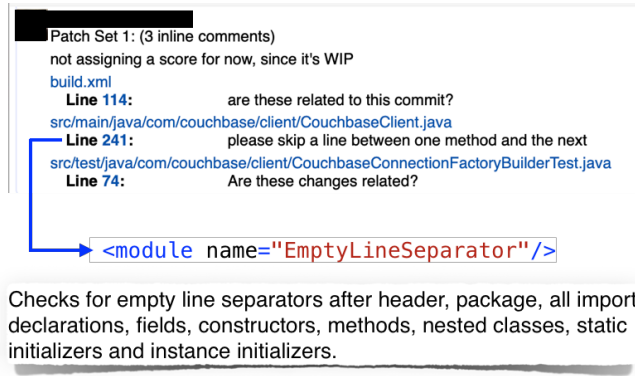 Patch Set 1: (3 inline comments)
not assigning a score for now, since it's WIP
build.xml
Line 114: are these related to this commit?
src/main/java/com/couchbase/client/CouchbaseClient.java
Line 241: please skip a line between one method and the next
src/test/java/com/couchbase/client/CouchbaseConnectionFactoryBuilderTest.java
Line 74: Are these changes related?
<module name="EmptyLineSeparator"/>
Checks for empty line separators after header, package, all import
declarations, fields, constructors, methods, nested classes, static
initializers and instance initializers.